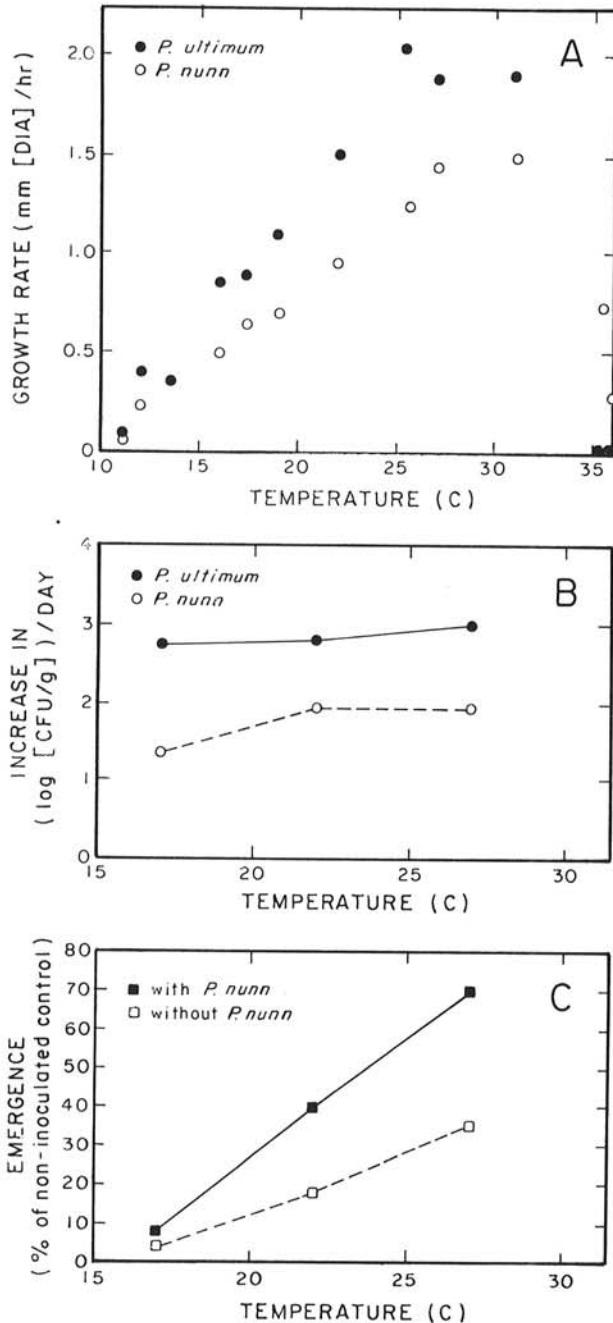 A
● P. ultimum
○ P. nunn
GROWTH RATE (mm [DIA] /hr)
2.0
1.5
1.0
0.5
0
10 15 20 25 30 35
TEMPERATURE (C)
B
● P. ultimum
○ P. nunn
INCREASE IN
(log [CFU/g]) / DAY
4
3
2
1
0
15 20 25 30
TEMPERATURE (C)
C
■ with P. nunn
□ without P. nunn
EMERGENCE
(% of non-inoculated control)
80
70
60
50
40
30
20
10
0
15 20 25 30
TEMPERATURE (C)